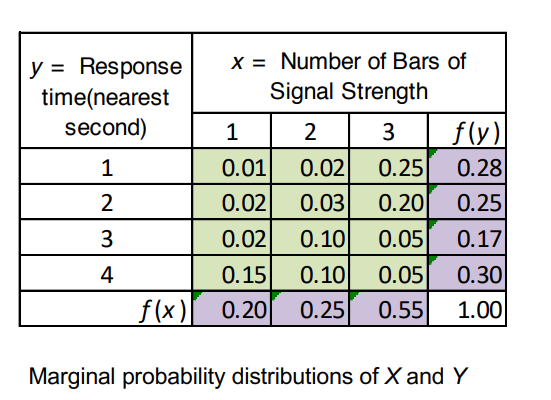 y = Response time(nearest second) x = Number of Bars of Signal Strength
1 2 3 f(y)
1 0.01 0.02 0.25 0.28
2 0.02 0.03 0.20 0.25
3 0.02 0.10 0.05 0.17
4 0.15 0.10 0.05 0.30
f(x) 0.20 0.25 0.55 1.00
Marginal probability distributions of X and Y